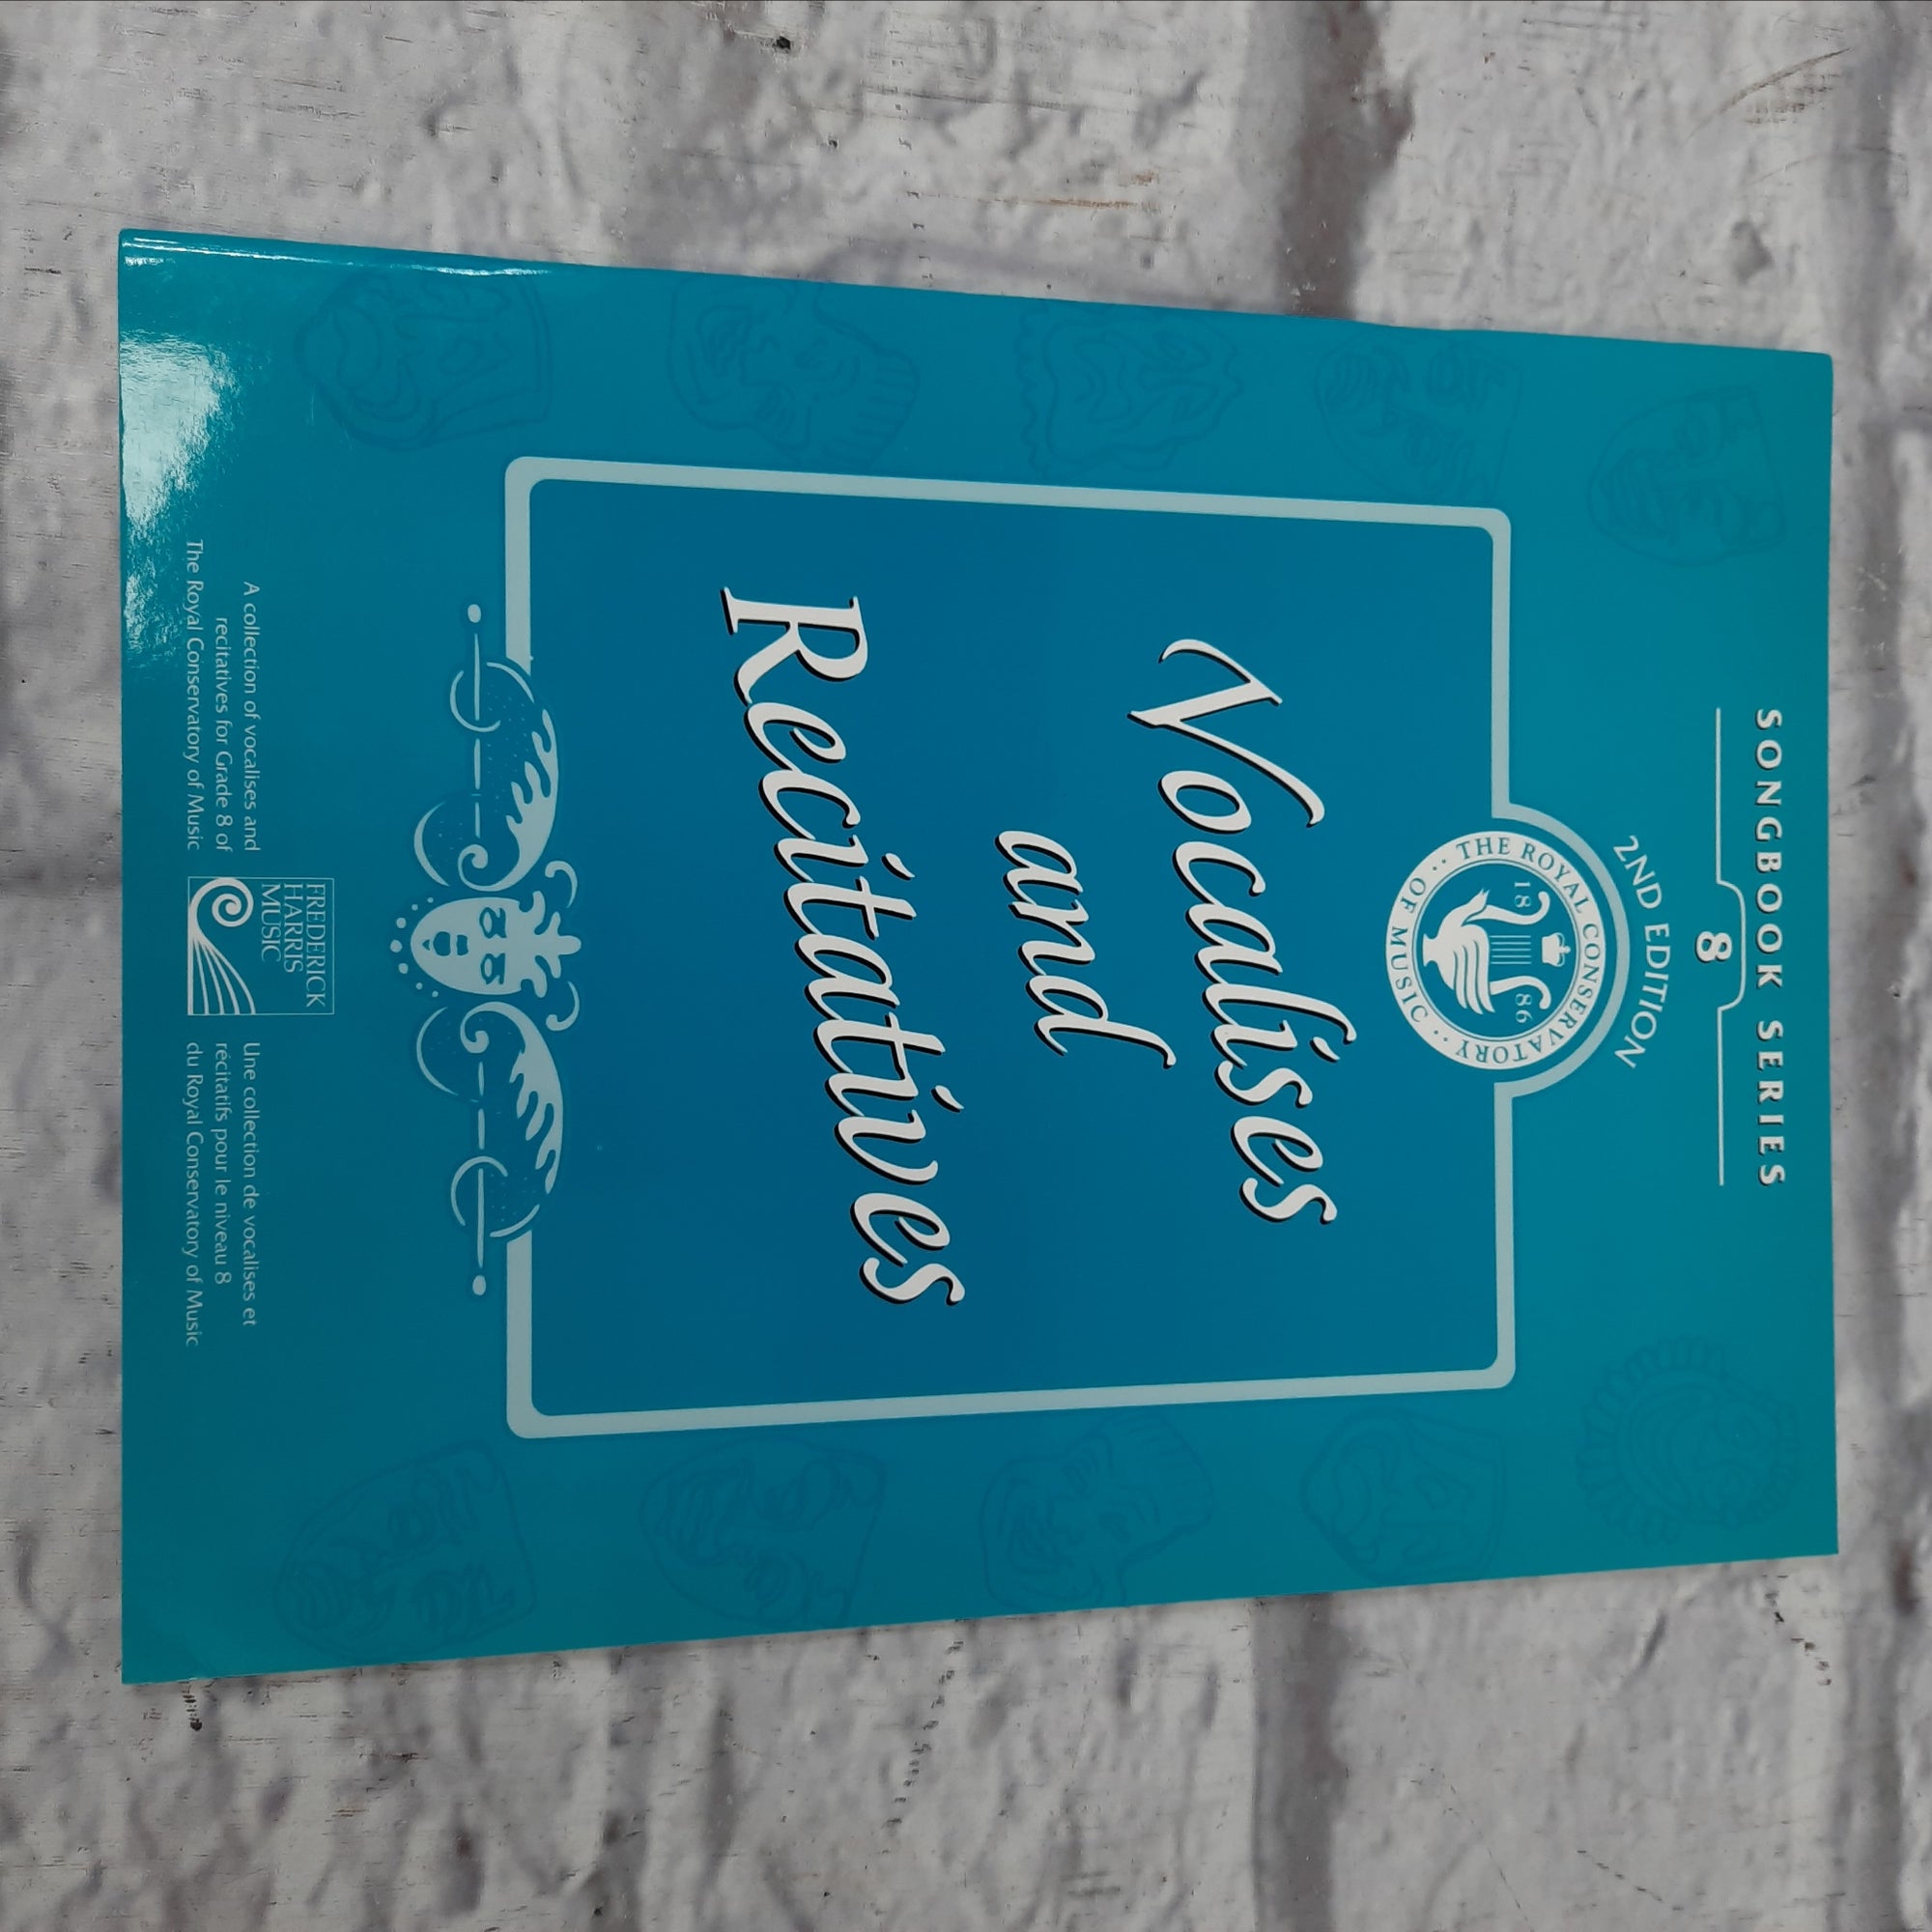 SONGBOOK SERIES
8
2ND EDITION
THE ROYAL CONSERVATORY
OF MUSIC
18 86
Vocalises
and
Recitatives
A collection of vocalises and
recitatives for Grade 8 of
The Royal Conservatory of Music
FREDERICK
HARRIS
MUSIC
Une collection de vocalises et
récitatifs pour le niveau 8
du Royal Conservatory of Music